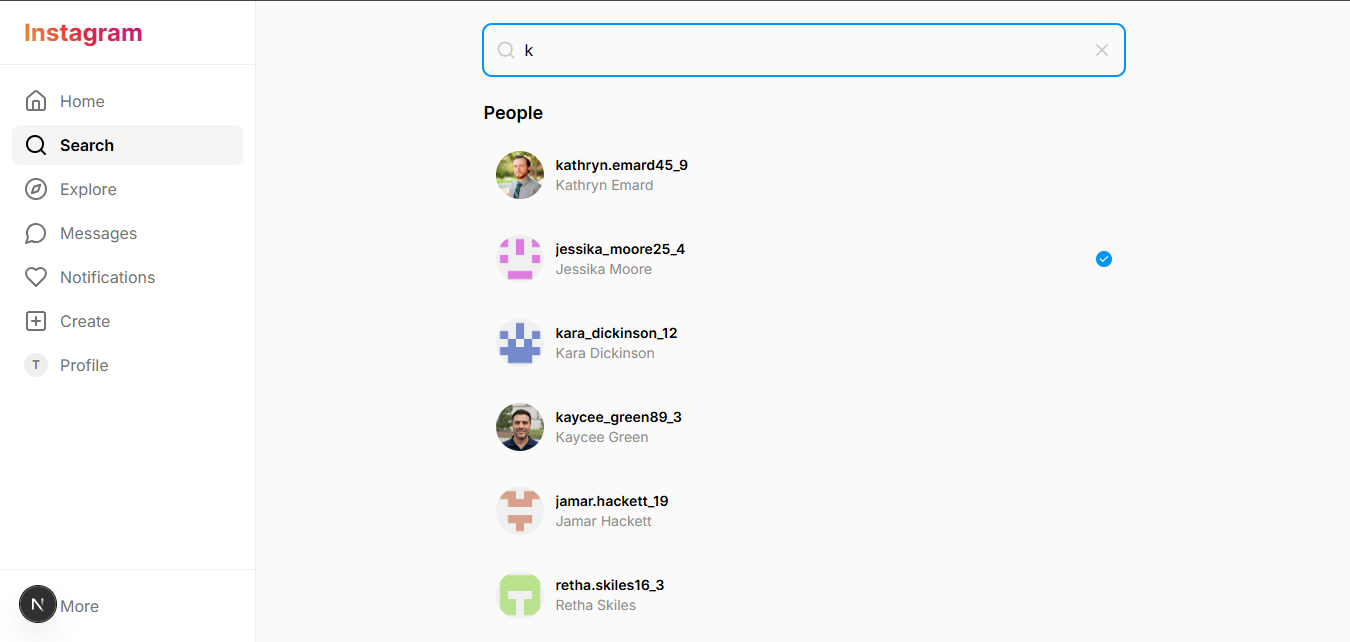 Instagram
Home
Search
Explore
Messages
Notifications
Create
T Profile
N More
k
People
kathryn.emard45_9
Kathryn Emard
jessika_moore25_4
Jessika Moore
kara_dickinson_12
Kara Dickinson
kaycee_green89_3
Kaycee Green
jamar.hackett_19
Jamar Hackett
retha.skiles16_3
Retha Skiles